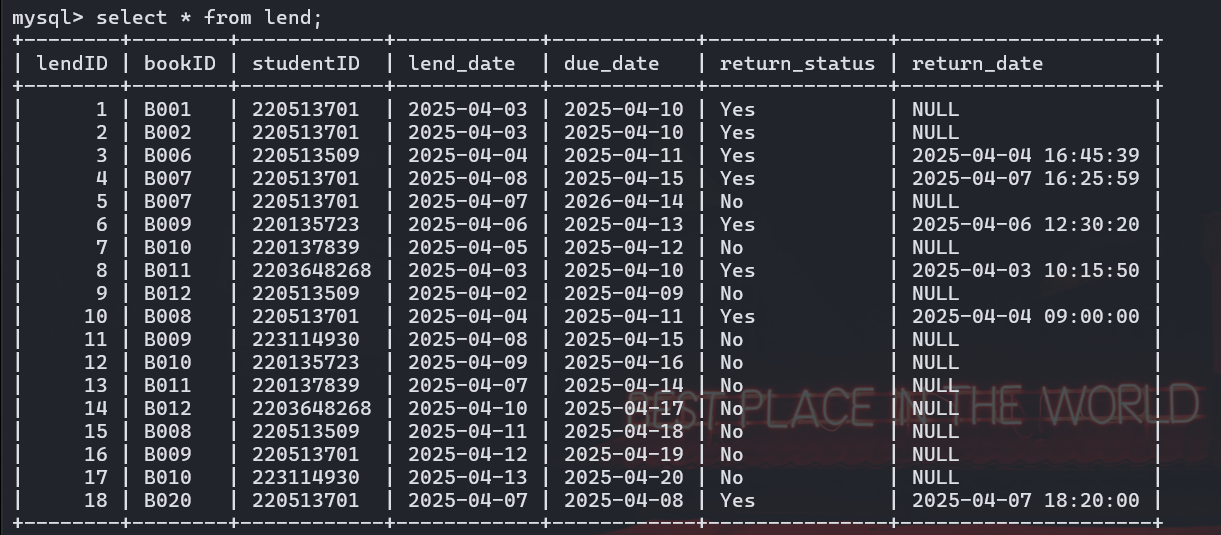 mysql> select * from lend;
+--------+--------+------------+------------+------------+---------------+---------------------+
| lendID | bookID | studentID  | lend_date  | due_date   | return_status | return_date         |
+--------+--------+------------+------------+------------+---------------+---------------------+
|      1 | B001   | 220513701  | 2025-04-03 | 2025-04-10 | Yes           | NULL                |
|      2 | B002   | 220513701  | 2025-04-03 | 2025-04-10 | Yes           | NULL                |
|      3 | B006   | 220513509  | 2025-04-04 | 2025-04-11 | Yes           | 2025-04-04 16:45:39 |
|      4 | B007   | 220513701  | 2025-04-08 | 2025-04-15 | Yes           | 2025-04-07 16:25:59 |
|      5 | B007   | 220513701  | 2025-04-07 | 2026-04-14 | No            | NULL                |
|      6 | B009   | 220135723  | 2025-04-06 | 2025-04-13 | Yes           | 2025-04-06 12:30:20 |
|      7 | B010   | 220137839  | 2025-04-05 | 2025-04-12 | No            | NULL                |
|      8 | B011   | 2203648268 | 2025-04-03 | 2025-04-10 | Yes           | 2025-04-03 10:15:50 |
|      9 | B012   | 220513509  | 2025-04-02 | 2025-04-09 | No            | NULL                |
|     10 | B008   | 220513701  | 2025-04-04 | 2025-04-11 | Yes           | 2025-04-04 09:00:00 |
|     11 | B009   | 223114930  | 2025-04-08 | 2025-04-15 | No            | NULL                |
|     12 | B010   | 220135723  | 2025-04-09 | 2025-04-16 | No            | NULL                |
|     13 | B011   | 220137839  | 2025-04-07 | 2025-04-14 | No            | NULL                |
|     14 | B012   | 2203648268 | 2025-04-10 | 2025-04-17 | No            | NULL                |
|     15 | B008   | 220513509  | 2025-04-11 | 2025-04-18 | No            | NULL                |
|     16 | B009   | 220513701  | 2025-04-12 | 2025-04-19 | No            | NULL                |
|     17 | B010   | 223114930  | 2025-04-13 | 2025-04-20 | No            | NULL                |
|     18 | B020   | 220513701  | 2025-04-07 | 2025-04-08 | Yes           | 2025-04-07 18:20:00 |
+--------+--------+------------+------------+------------+---------------+---------------------+
BEST PLACE IN THE WORLD